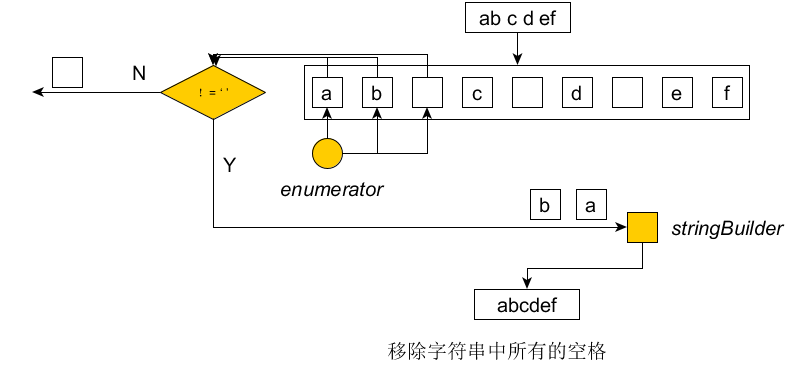 ab c d ef
N
! = ‘ ’
a
b
c
d
e
f
Y
enumerator
b
a
stringBuilder
abcdef
移除字符串中所有的空格